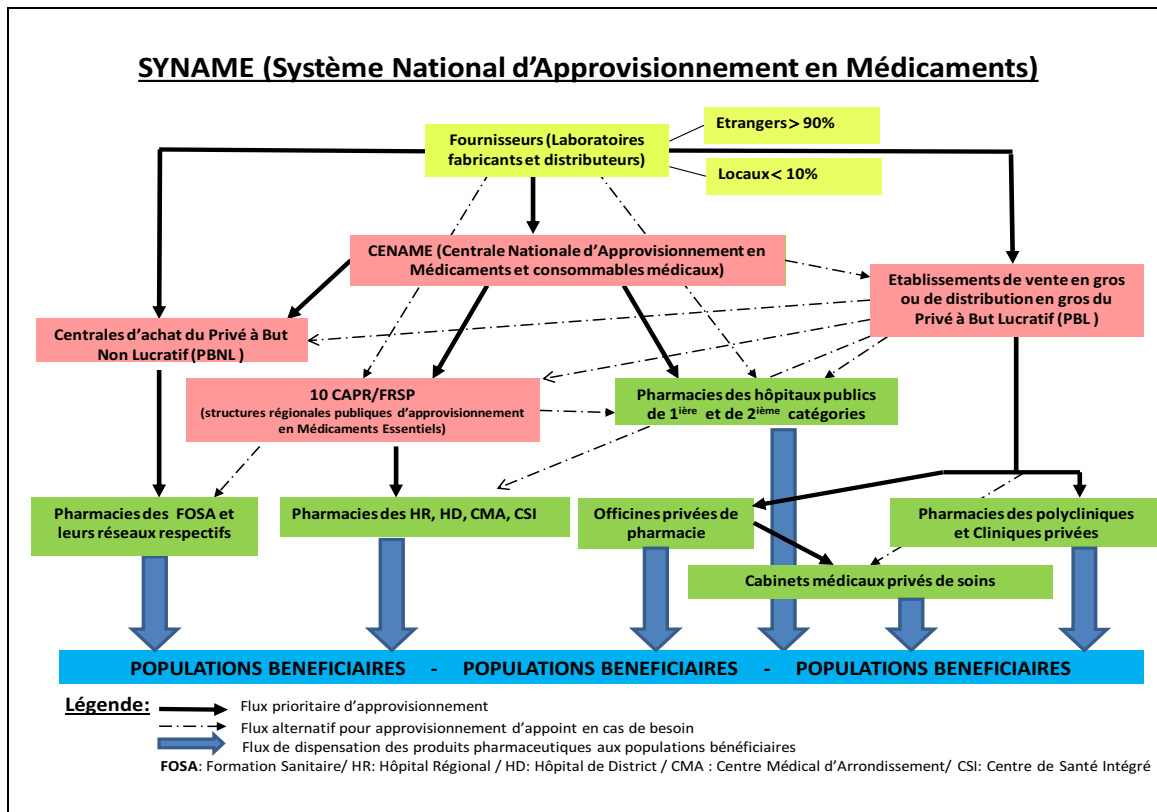 SYNAME (Système National d'Approvisionnement en Médicaments)
Etrangers > 90%
Fournisseurs (Laboratoires
fabricants et distributeurs)
Locaux < 10%
CENAME (Centrale Nationale d'Approvisionnement en
Médicaments et consommables médicaux)
Etablissements de vente en gros
ou de distribution en gros du
Privé à But Lucratif (PBL )
Centrales d'achat du Privé à But
Non Lucratif (PBNL )
10 CAPR/FRSP
(structures régionales publiques d'approvisionnement
en Médicaments Essentiels)
Pharmacies des hôpitaux publics
de 1ière et de 2ième catégories
Pharmacies des FOSA et
leurs réseaux respectifs
Pharmacies des HR, HD, CMA, CSI
Officines privées de
pharmacie
Pharmacies des polycliniques
et Cliniques privées
Cabinets médicaux privés de soins
POPULATIONS BENEFICIAIRES - POPULATIONS BENEFICIAIRES - POPULATIONS BENEFICIAIRES
Légende:
Flux prioritaire d'approvisionnement
Flux alternatif pour approvisionnement d'appoint en cas de besoin
Flux de dispensation des produits pharmaceutiques aux populations bénéficiaires
FOSA: Formation Sanitaire/ HR: Hôpital Régional / HD: Hôpital de District / CMA : Centre Médical d'Arrondissement/ CSI: Centre de Santé Intégré